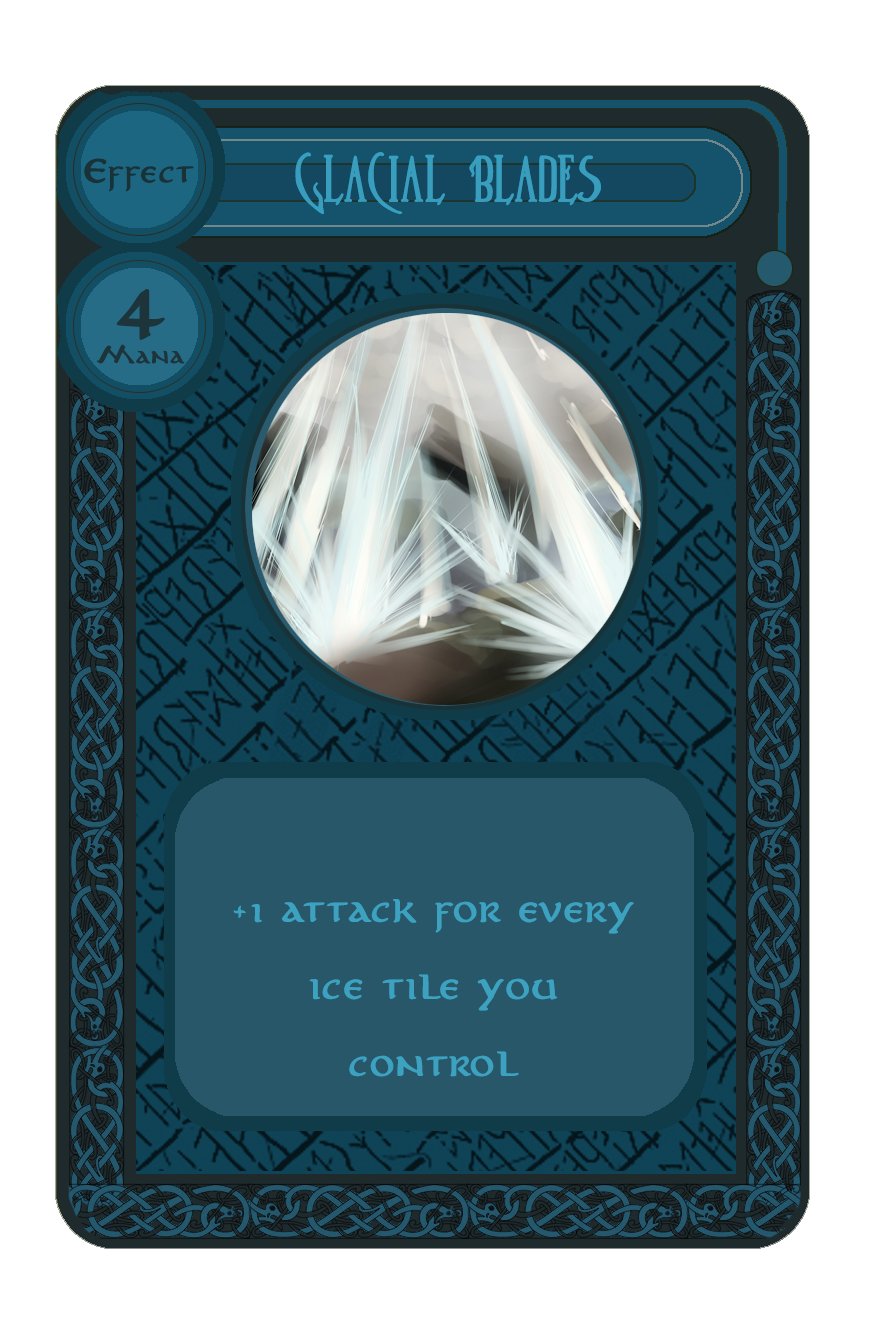 Effect
Glacial Blades
4
Mana
+1 attack for every
ice tile you
control